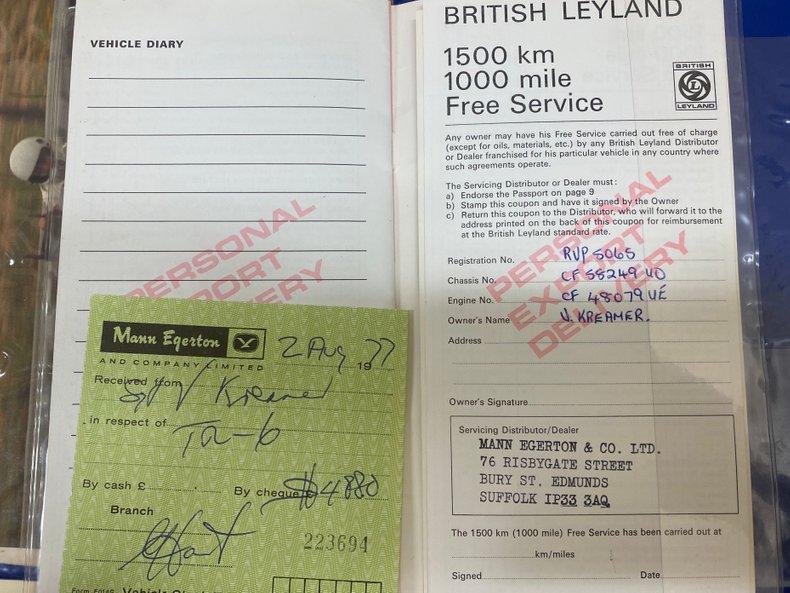 VEHICLE DIARY
PERSONAL
EXPORT
DELIVERY
Mann Egerton
AND COMPANY LIMITED
2 Aug 1977
Received from Kreamer
in respect of TR-6
By cash £ By cheque $4880
Branch
223694
BRITISH LEYLAND
1500 km
1000 mile
Free Service
BRITISH
L
LEYLAND
Any owner may have his Free Service carried out free of charge
(except for oils, materials, etc.) by any British Leyland Distributor
or Dealer franchised for his particular vehicle in any country where
such agreements operate.
The Servicing Distributor or Dealer must:
a) Endorse the Passport on page 9
b) Stamp this coupon and have it signed by the Owner
c) Return this coupon to the Distributor, who will forward it to the
address printed on the back of this coupon for reimbursement
at the British Leyland standard rate.
PERSONAL
EXPORT
DELIVERY
Registration No. RVP 5065
Chassis No. CF 58249 UO
Engine No. CF 48079 UE
Owner's Name V. KREAMER.
Address
Owner's Signature
Servicing Distributor/Dealer
MANN EGERTON & CO. LTD.
76 RISBYGATE STREET
BURY ST. EDMUNDS
SUFFOLK IP33 3AQ
The 1500 km (1000 mile) Free Service has been carried out at
km/miles
Signed Date